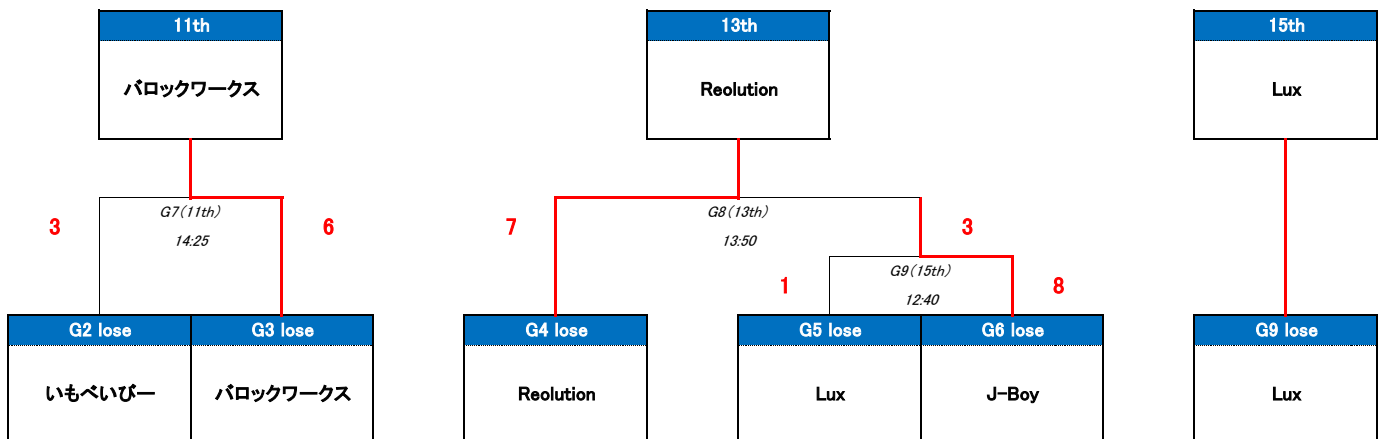 11th
13th
15th
バロックワークス
Reolution
Lux
3
G7(11th)
14:25
6
7
G8(13th)
13:50
3
1
G9(15th)
12:40
8
G2 lose
G3 lose
G4 lose
G5 lose
G6 lose
G9 lose
いもべいびー
バロックワークス
Reolution
Lux
J-Boy
Lux